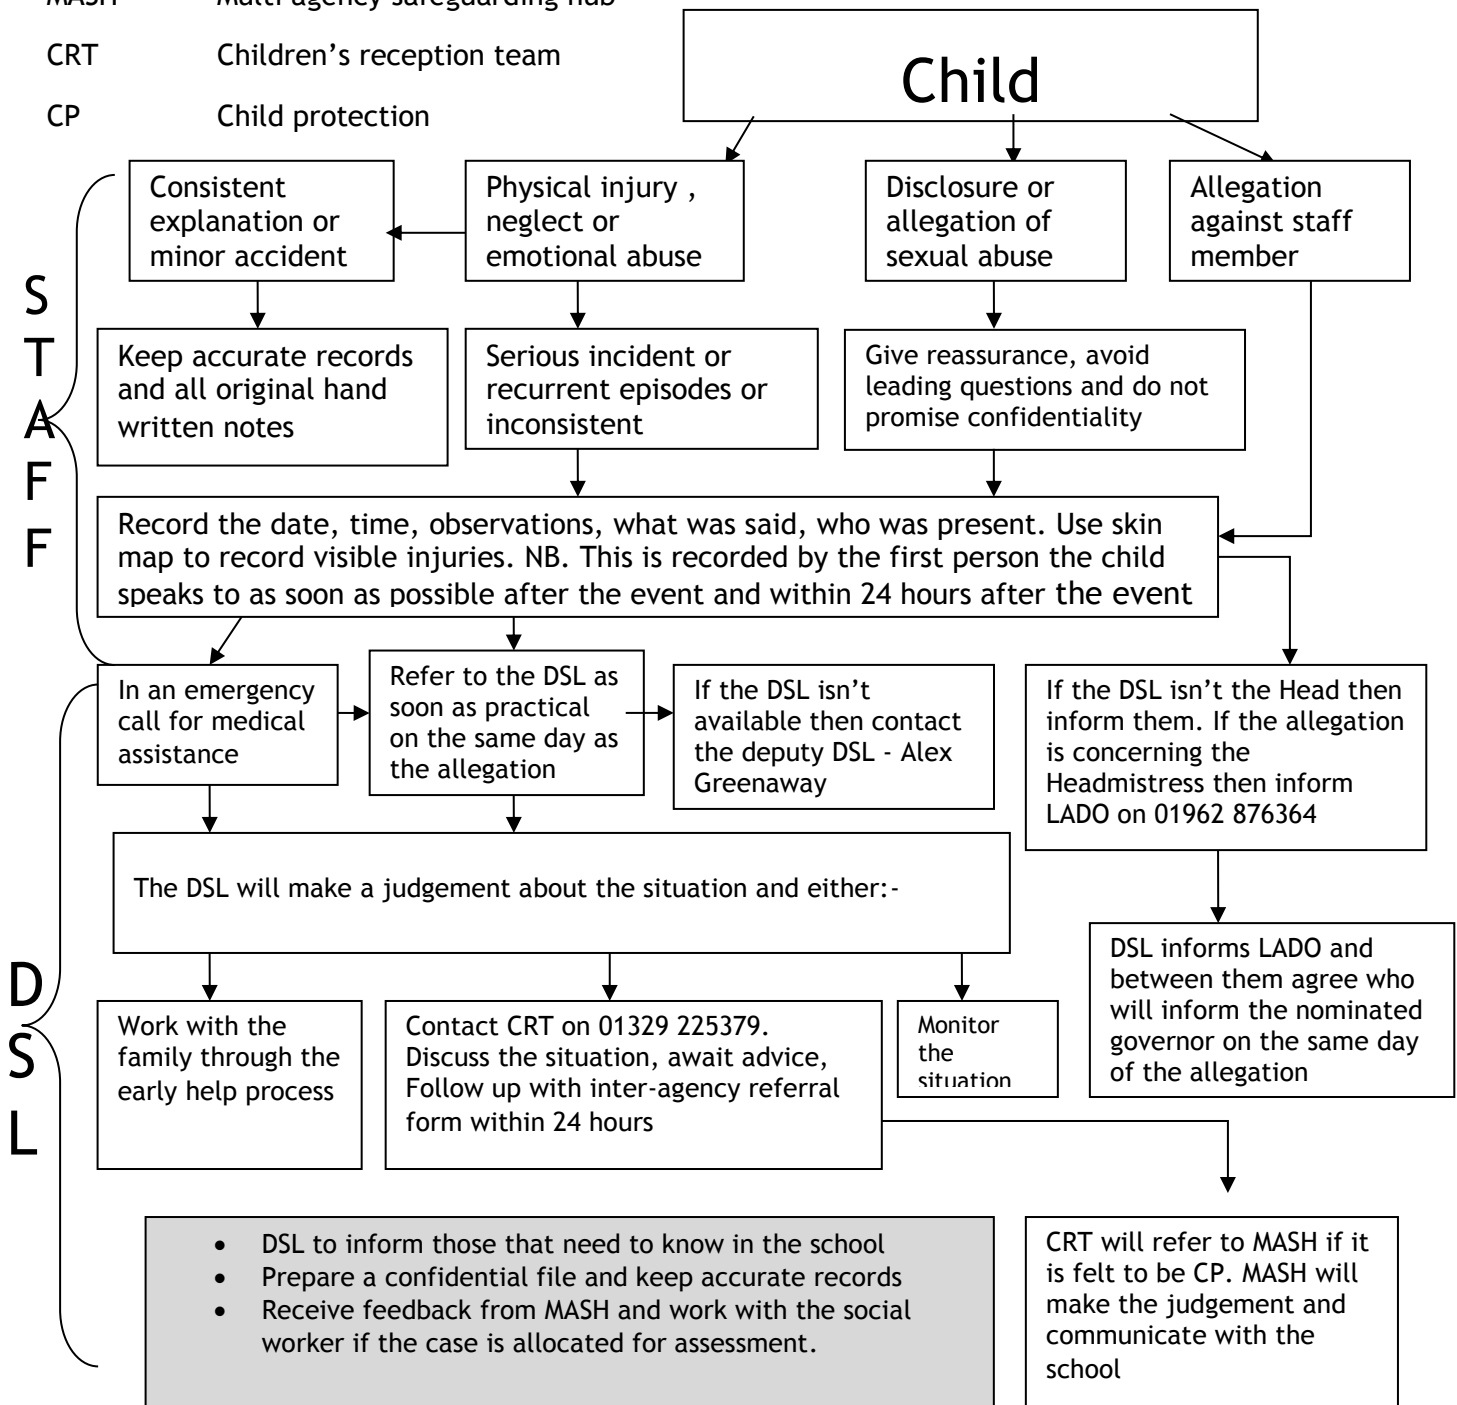 MASH Multi agency safeguarding hub
CRT Children’s reception team
CP Child protection
Child
Consistent
explanation or
minor accident
Physical injury ,
neglect or
emotional abuse
Disclosure or
allegation of
sexual abuse
Allegation
against staff
member
S
T
A
F
F
Keep accurate records
and all original hand
written notes
Serious incident or
recurrent episodes or
inconsistent
Give reassurance, avoid
leading questions and do not
promise confidentiality
Record the date, time, observations, what was said, who was present. Use skin
map to record visible injuries. NB. This is recorded by the first person the child
speaks to as soon as possible after the event and within 24 hours after the event
In an emergency
call for medical
assistance
Refer to the DSL as
soon as practical
on the same day as
the allegation
If the DSL isn’t
available then contact
the deputy DSL - Alex
Greenaway
If the DSL isn’t the Head then
inform them. If the allegation
is concerning the
Headmistress then inform
LADO on 01962 876364
The DSL will make a judgement about the situation and either:-
DSL informs LADO and
between them agree who
will inform the nominated
governor on the same day
of the allegation
D
S
L
Work with the
family through the
early help process
Contact CRT on 01329 225379.
Discuss the situation, await advice,
Follow up with inter-agency referral
form within 24 hours
Monitor
the
situation
• DSL to inform those that need to know in the school
• Prepare a confidential file and keep accurate records
• Receive feedback from MASH and work with the social
worker if the case is allocated for assessment.
CRT will refer to MASH if it
is felt to be CP. MASH will
make the judgement and
communicate with the
school